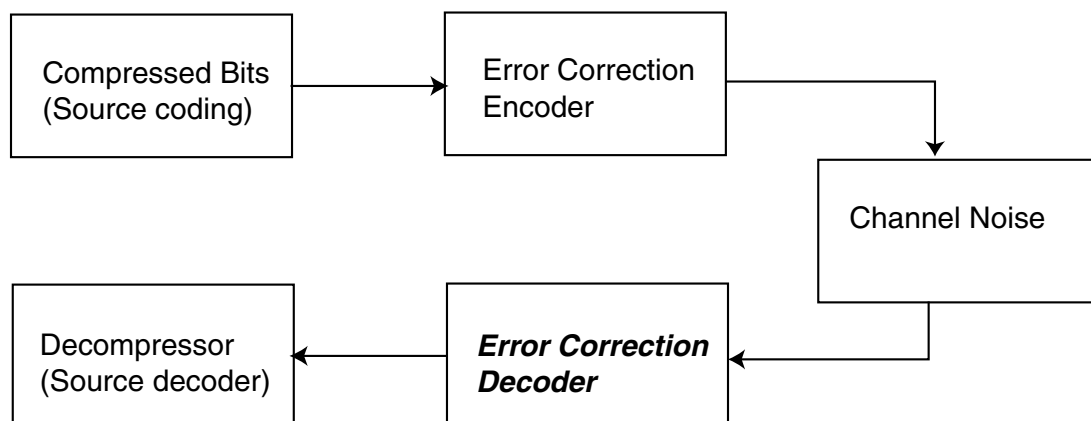 Compressed Bits
(Source coding)
Error Correction
Encoder
Channel Noise
Error Correction
Decoder
Decompressor
(Source decoder)